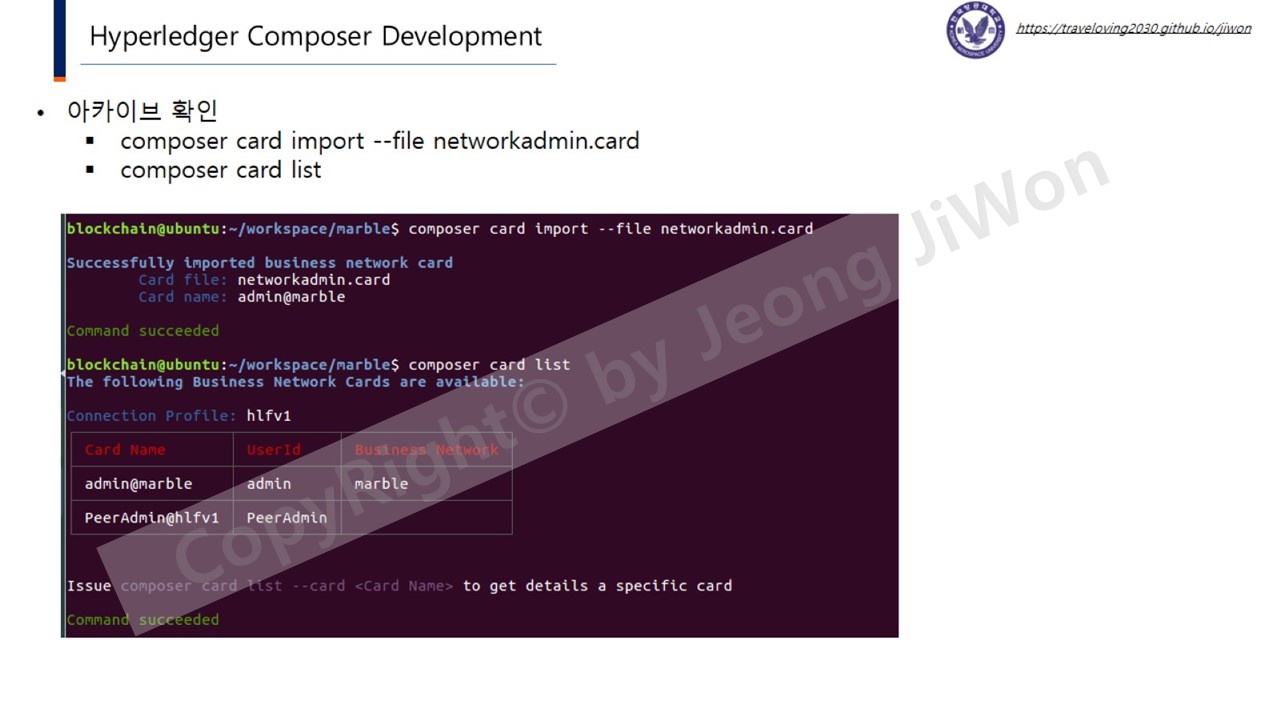 Hyperledger Composer Development
https://traveloving2030.github.io/jiwon
• 아카이브 확인
▪ composer card import --file networkadmin.card
▪ composer card list
blockchain@ubuntu:~/workspace/marble$ composer card import --file networkadmin.card
Successfully imported business network card
Card file: networkadmin.card
Card name: admin@marble
Command succeeded
blockchain@ubuntu:~/workspace/marble$ composer card list
The following Business Network Cards are available:
Connection Profile: hlfv1
Card Name UserId Business Network
admin@marble admin marble
PeerAdmin@hlfv1 PeerAdmin
Issue composer card list --card <Card Name> to get details a specific card
Command succeeded
CopyRight© by Jeong JiWon